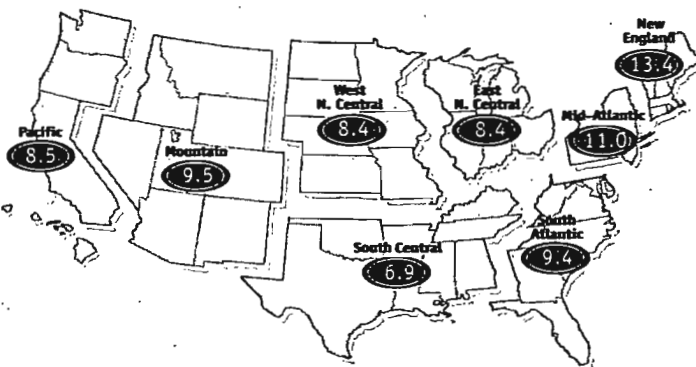 New
England
13.4
West
N. Central
8.4
East
N. Central
8.4
Mid-Atlantic
11.0
Pacific
8.5
Mountain
9.5
South Central
6.9
South
Atlantic
9.4